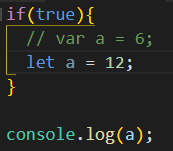 if(true){
// var a = 6;
let a = 12;
}
console.log(a);